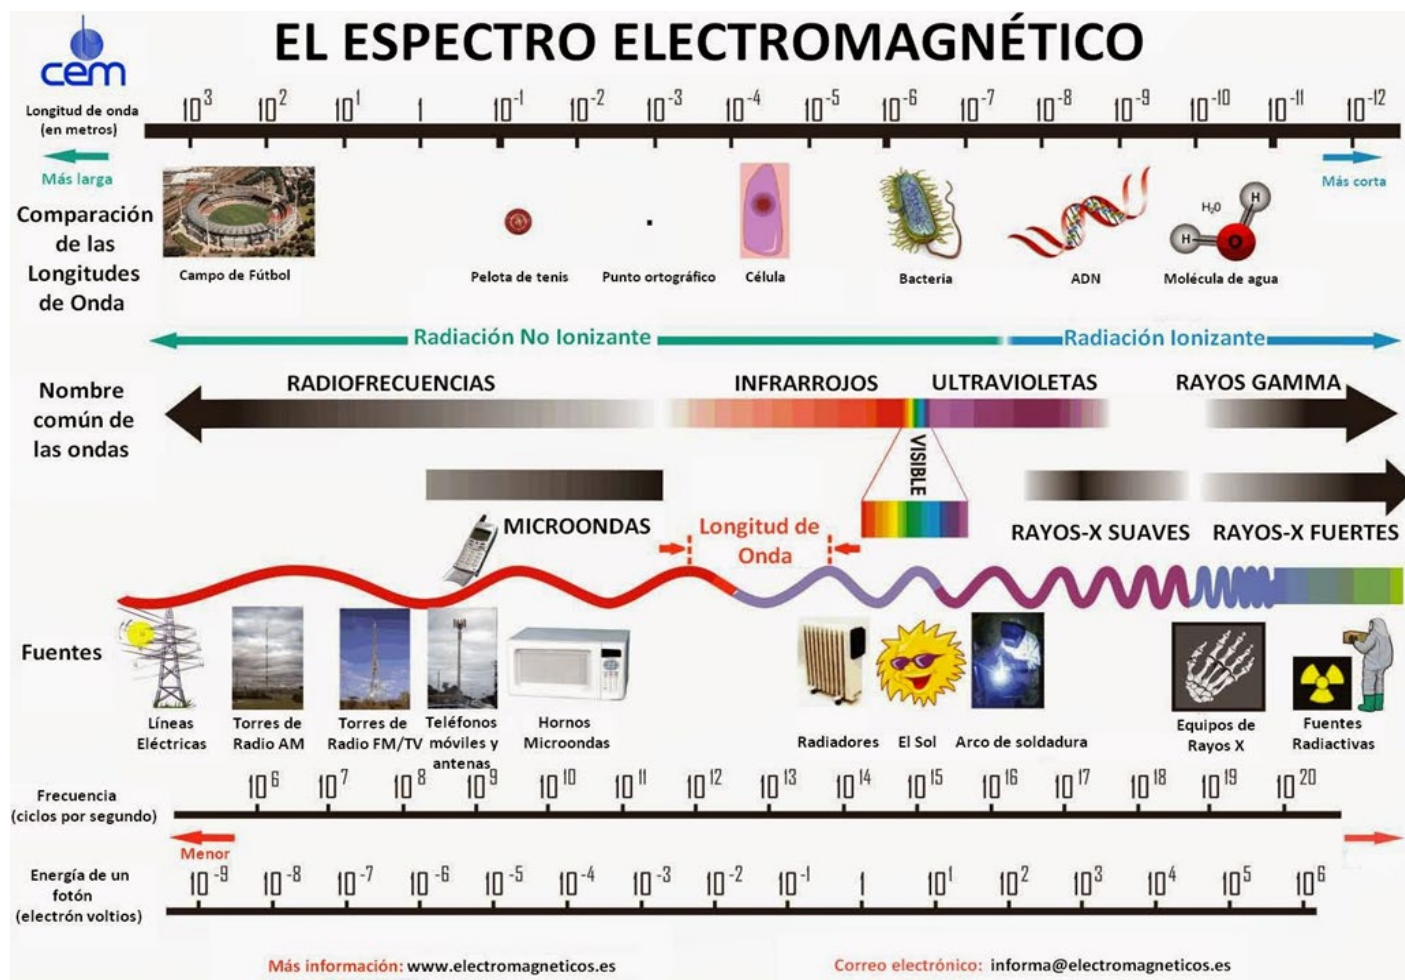 EL ESPECTRO ELECTROMAGNÉTICO
cem
Longitud de onda
(en metros)
10³ 10² 10¹ 1 10⁻¹ 10⁻² 10⁻³ 10⁻⁴ 10⁻⁵ 10⁻⁶ 10⁻⁷ 10⁻⁸ 10⁻⁹ 10⁻¹⁰ 10⁻¹¹ 10⁻¹²
Más larga
Más corta
Comparación
de las
Longitudes
de Onda
H₂0
H
H
O
Campo de Fútbol
Pelota de tenis
Punto ortográfico
Célula
Bacteria
ADN
Molécula de agua
Radiación No Ionizante
Radiación Ionizante
Nombre
común de
las ondas
RADIOFRECUENCIAS
INFRARROJOS
ULTRAVIOLETAS
RAYOS GAMMA
VISIBLE
MICROONDAS
Longitud de
Onda
RAYOS-X SUAVES
RAYOS-X FUERTES
Fuentes
Líneas
Eléctricas
Torres de
Radio AM
Torres de
Radio FM/TV
Teléfonos
móviles y
antenas
Hornos
Microondas
Radiadores
El Sol
Arco de soldadura
Equipos de
Rayos X
Fuentes
Radiactivas
Frecuencia
(ciclos por segundo)
10⁶ 10⁷ 10⁸ 10⁹ 10¹⁰ 10¹¹ 10¹² 10¹³ 10¹⁴ 10¹⁵ 10¹⁶ 10¹⁷ 10¹⁸ 10¹⁹ 10²⁰
Menor
Energía de un
fotón
(electrón voltios)
10⁻⁹ 10⁻⁸ 10⁻⁷ 10⁻⁶ 10⁻⁵ 10⁻⁴ 10⁻³ 10⁻² 10⁻¹ 1 10¹ 10² 10³ 10⁴ 10⁵ 10⁶
Más información: www.electromagneticos.es
Correo electrónico: informa@electromagneticos.es